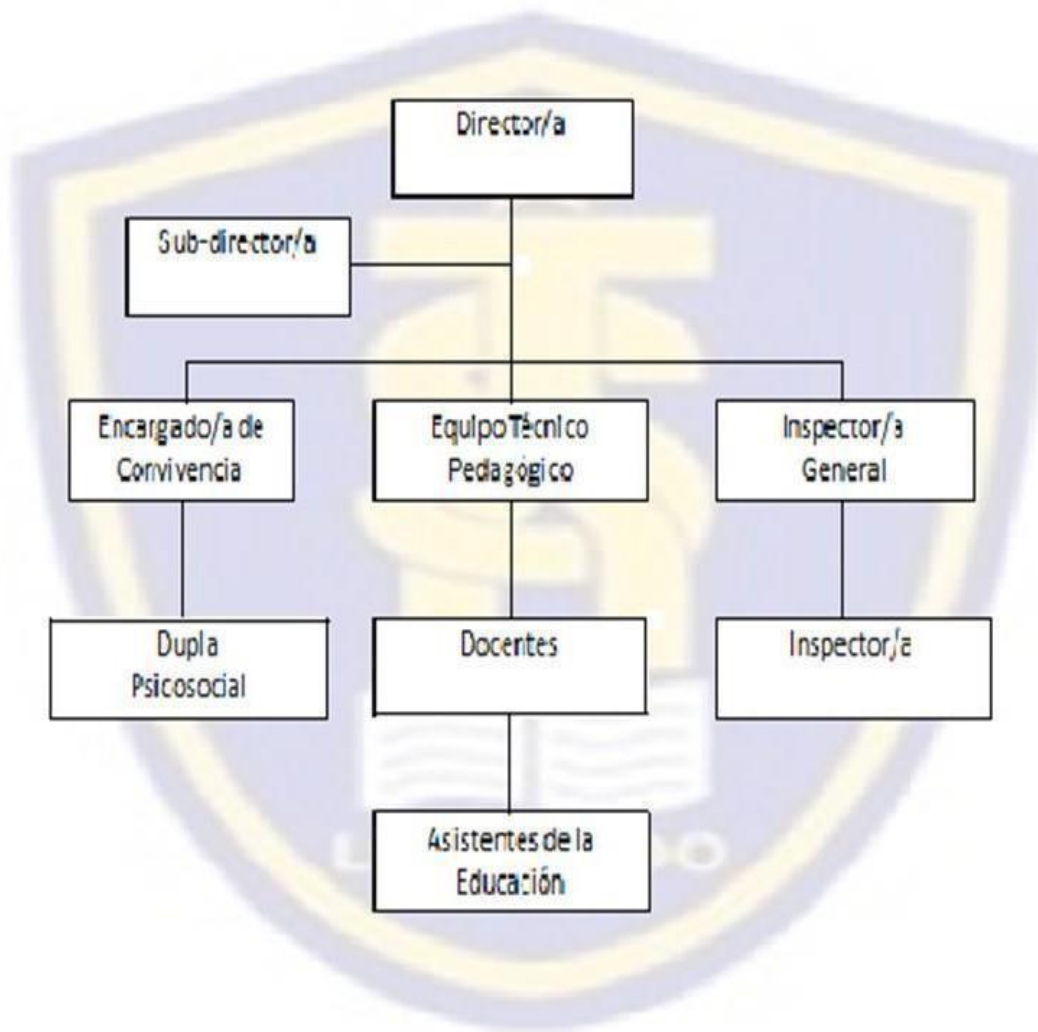 Director/a
Sub-director/a
Encargado/a de
Convivencia
Equipo Técnico
Pedagógico
Inspector/a
General
Dupla
Psicosocial
Docentes
Inspector/a
Asistentes de la
Educación